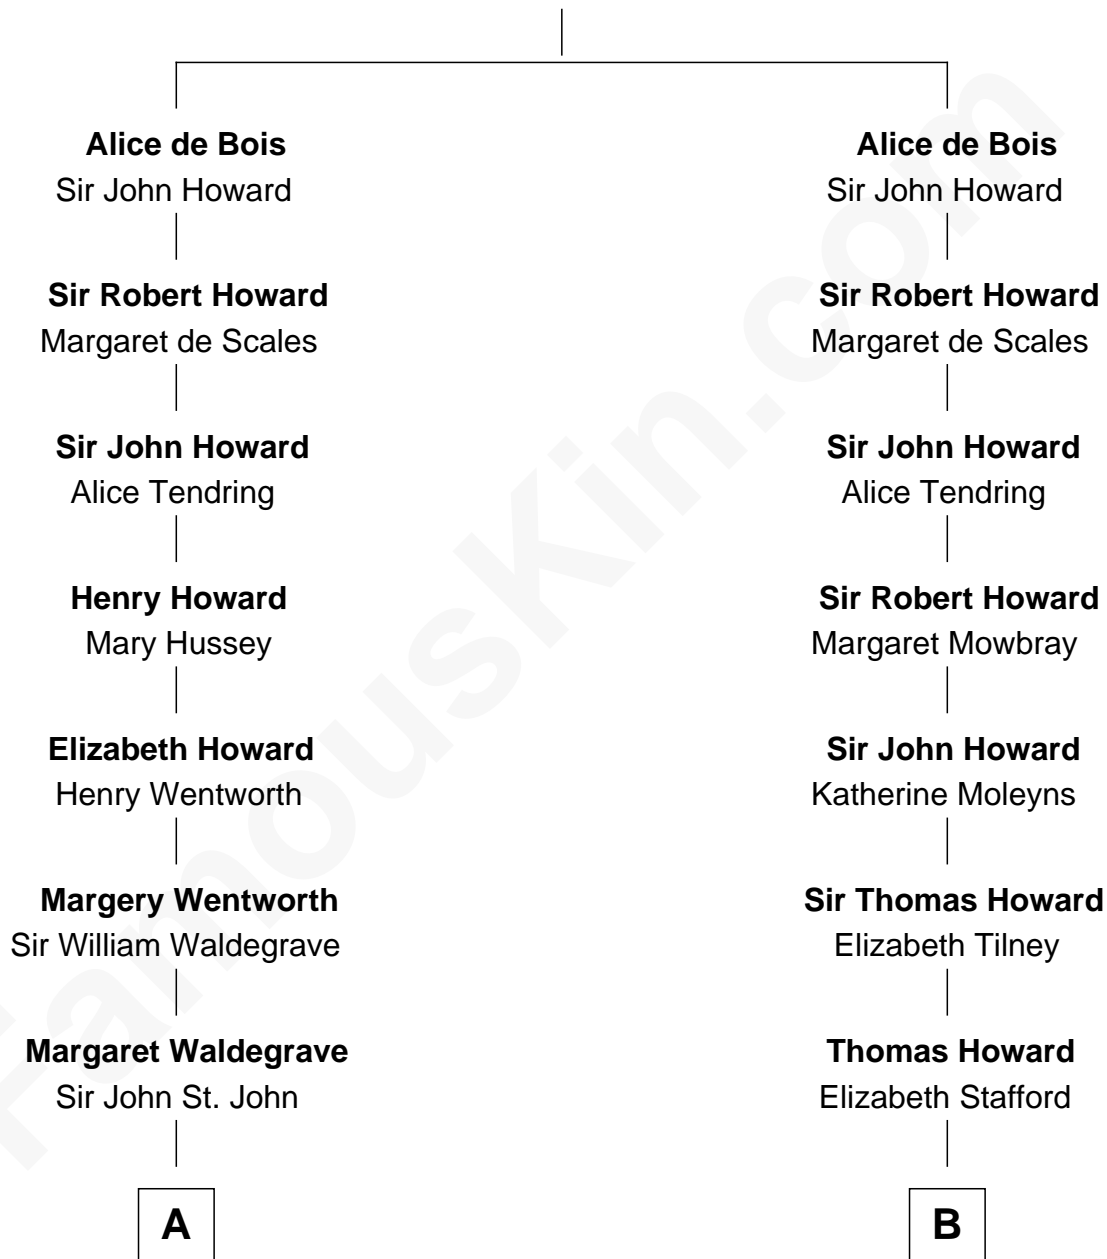 Alice de Bois
Sir John Howard
Sir Robert Howard
Margaret de Scales
Sir John Howard
Alice Tendring
Henry Howard
Mary Hussey
Elizabeth Howard
Henry Wentworth
Margery Wentworth
Sir William Waldegrave
Margaret Waldegrave
Sir John St. John
A
Alice de Bois
Sir John Howard
Sir Robert Howard
Margaret de Scales
Sir John Howard
Alice Tendring
Sir Robert Howard
Margaret Mowbray
Sir John Howard
Katherine Moleyns
Sir Thomas Howard
Elizabeth Tilney
Thomas Howard
Elizabeth Stafford
B
FamousKin.com